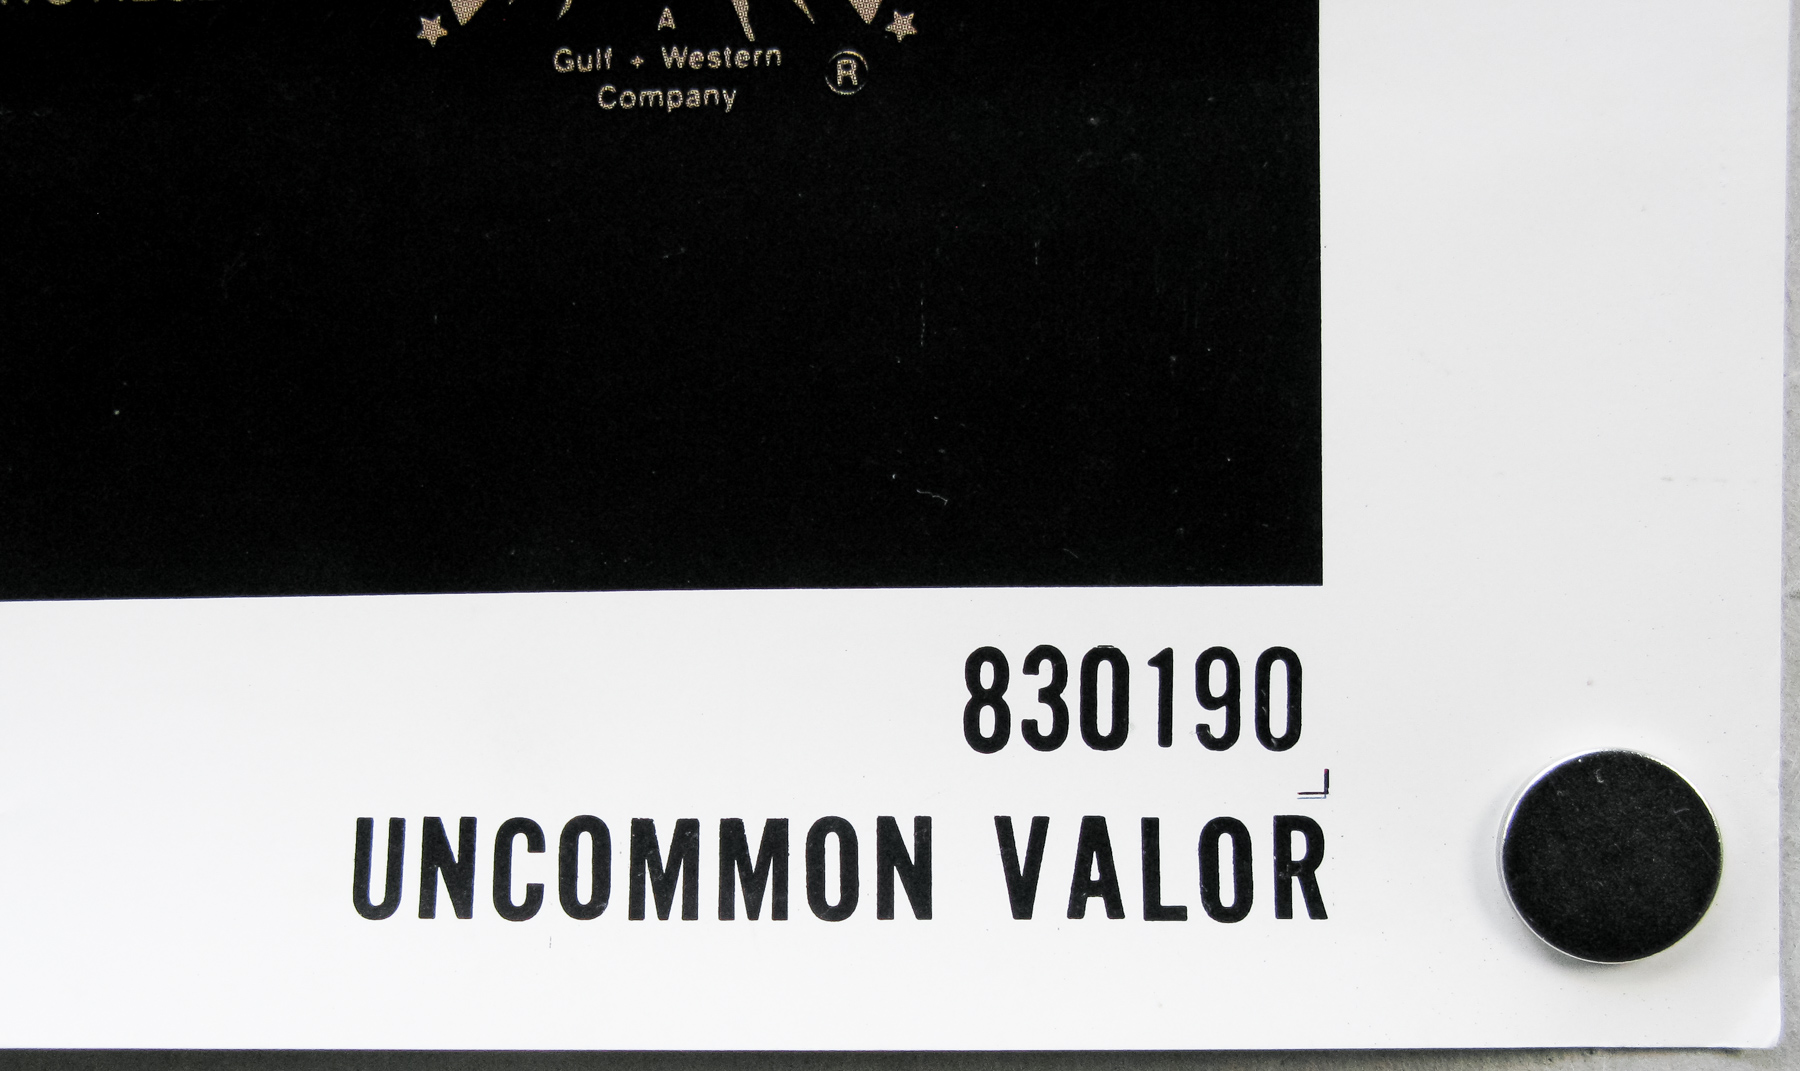 A
Gulf + Western
Company
®
830190
UNCOMMON VALOR